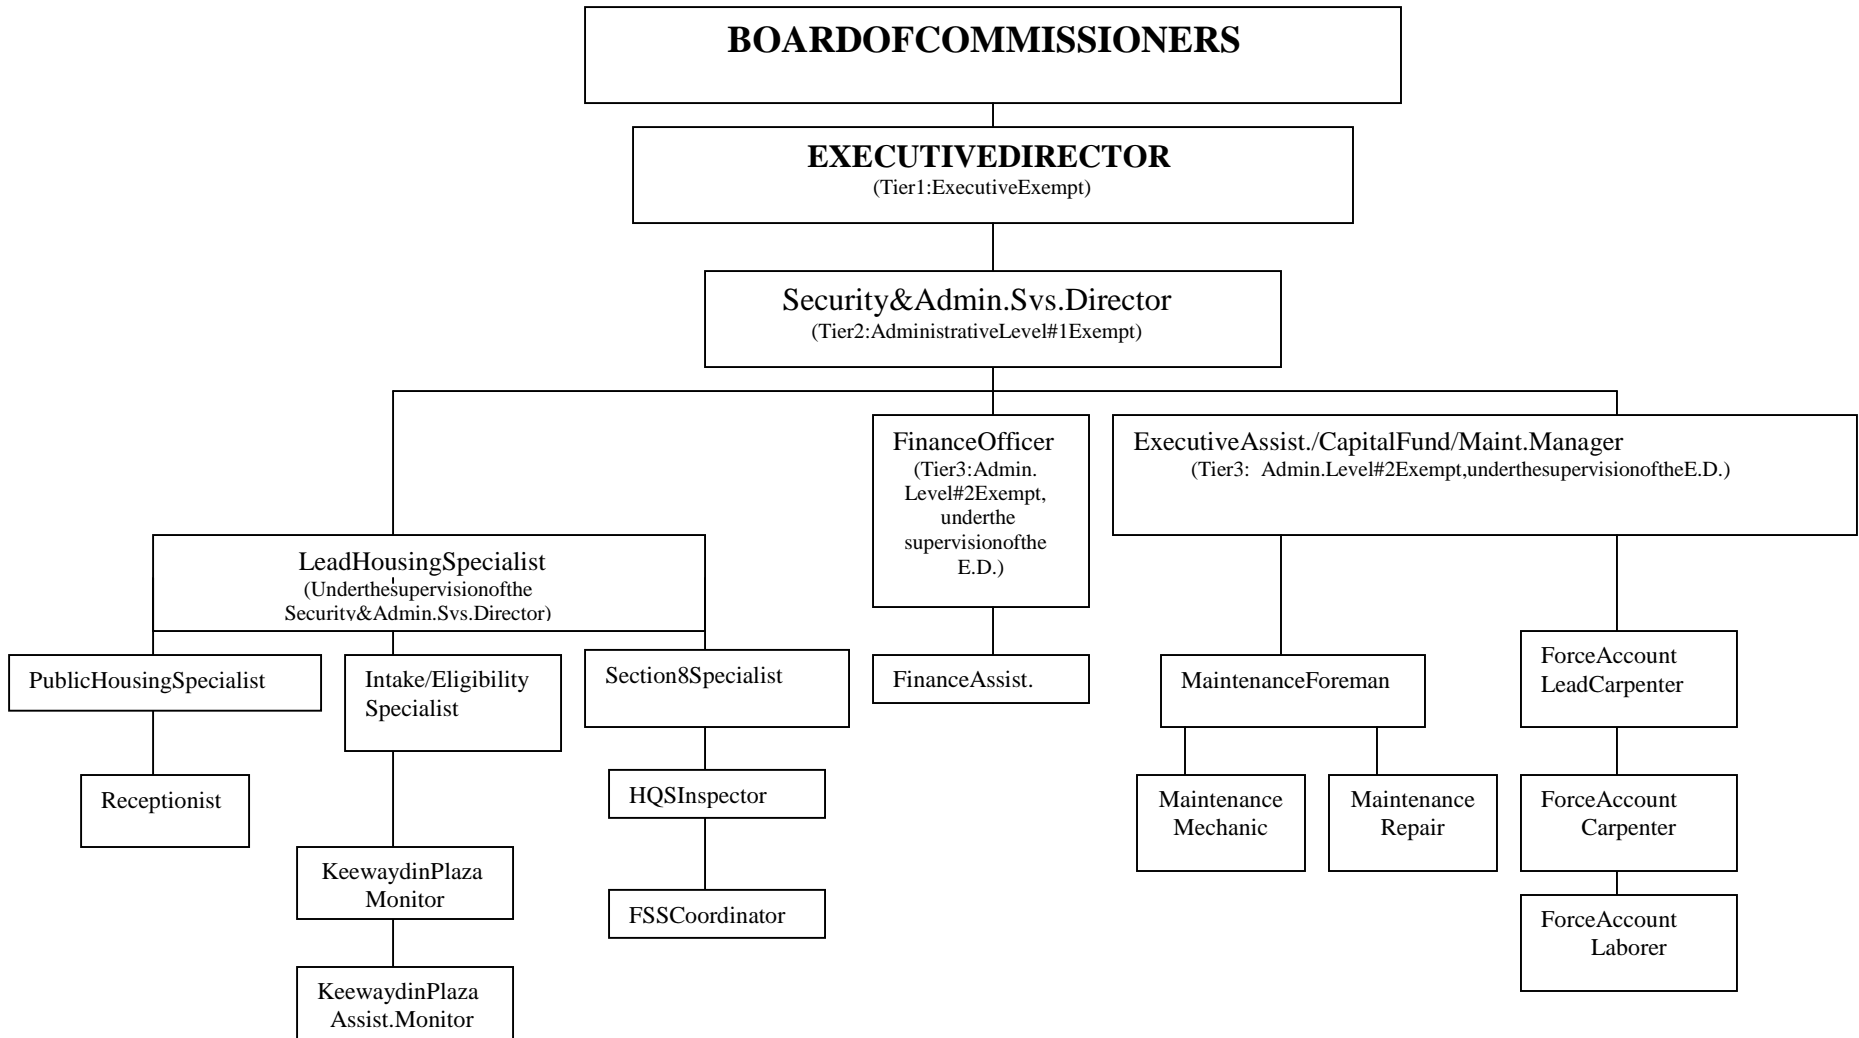 BOARDOFCOMMISSIONERS
EXECUTIVEDIRECTOR
(Tier1:ExecutiveExempt)
Security&Admin.Svs.Director
(Tier2:AdministrativeLevel#1Exempt)
FinanceOfficer
(Tier3:Admin.
Level#2Exempt,
underthe
supervisionofthe
E.D.)
ExecutiveAssist./CapitalFund/Maint.Manager
(Tier3: Admin.Level#2Exempt,underthesupervisionoftheE.D.)
LeadHousingSpecialist
(Underthesupervisionofthe
Security&Admin.Svs.Director)
PublicHousingSpecialist
Intake/Eligibility
Specialist
Section8Specialist
FinanceAssist.
MaintenanceForeman
ForceAccount
LeadCarpenter
Receptionist
HQSInspector
Maintenance
Mechanic
Maintenance
Repair
ForceAccount
Carpenter
KeewaydinPlaza
Monitor
FSSCoordinator
ForceAccount
Laborer
KeewaydinPlaza
Assist.Monitor